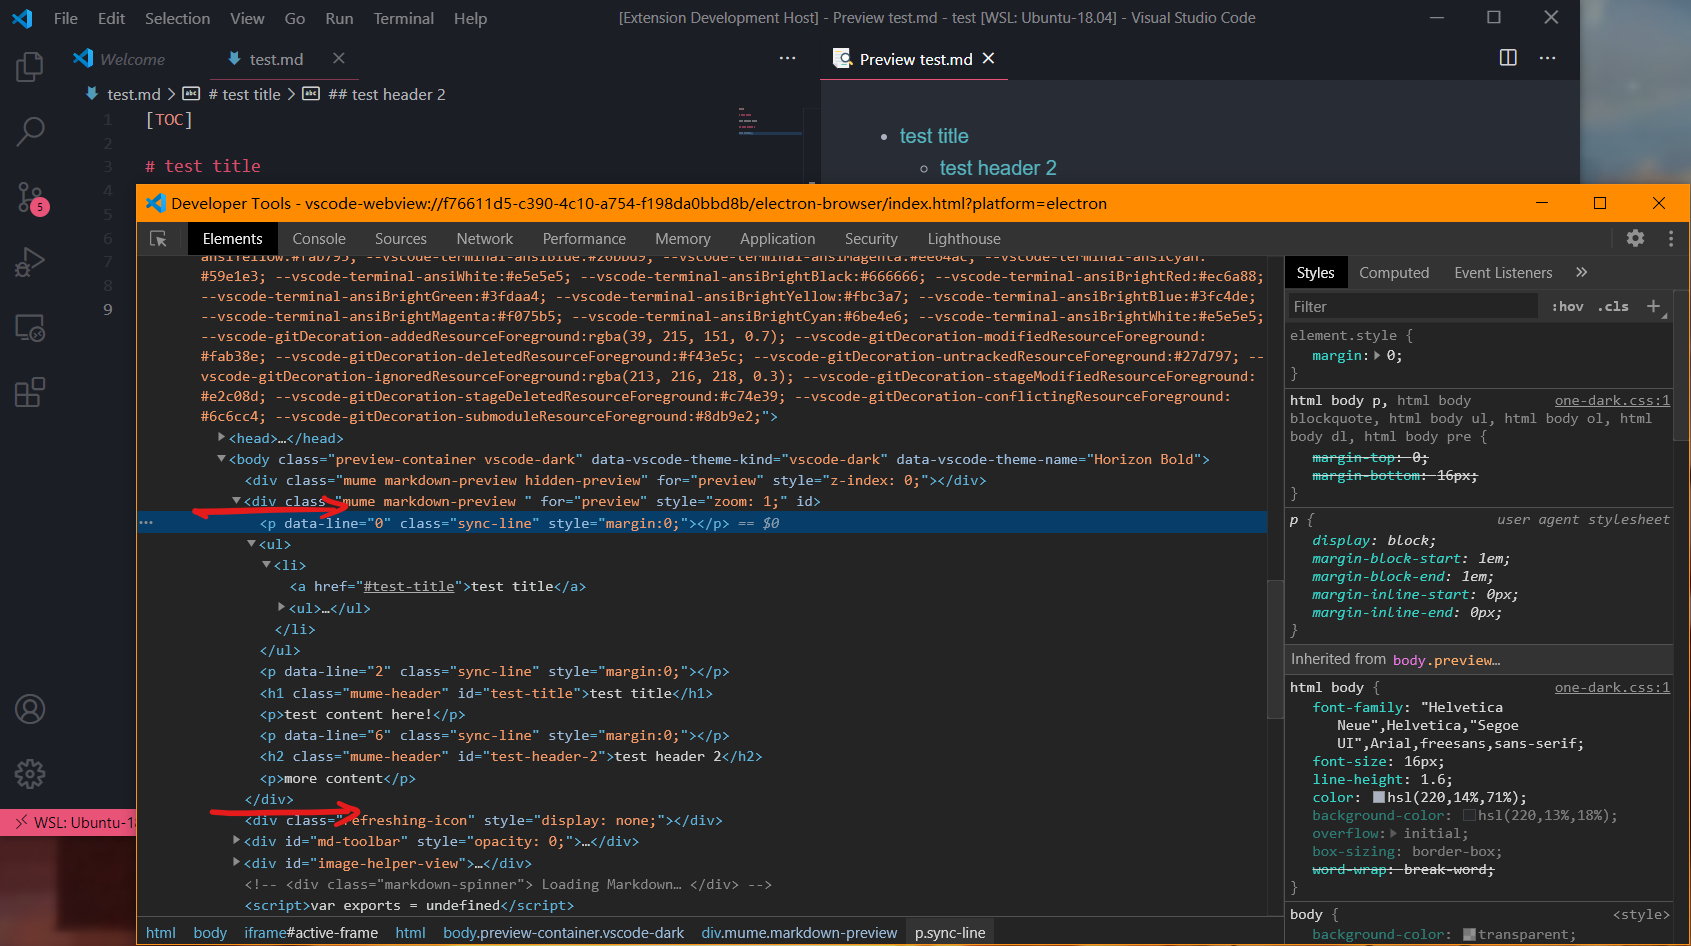 File Edit Selection View Go Run Terminal Help
[Extension Development Host] - Preview test.md - test [WSL: Ubuntu-18.04] - Visual Studio Code
Welcome
test.md
Preview test.md
test.md > # test title > ## test header 2
1 [TOC]
2
3 # test title
4
5
6
7
8
9
5
test title
test header 2
Developer Tools - vscode-webview://f76611d5-c390-4c10-a754-f198da0bbd8b/electron-browser/index.html?platform=electron
Elements Console Sources Network Performance Memory Application Security Lighthouse
ansiYellow:#fab795; --vscode-terminal-ansiBlue:#26bbd9; --vscode-terminal-ansiMagenta:#ee64ac; --vscode-terminal-ansiCyan:
#59e1e3; --vscode-terminal-ansiWhite:#e5e5e5; --vscode-terminal-ansiBrightBlack:#666666; --vscode-terminal-ansiBrightRed:#ec6a88;
--vscode-terminal-ansiBrightGreen:#3fdaa4; --vscode-terminal-ansiBrightYellow:#fbc3a7; --vscode-terminal-ansiBrightBlue:#3fc4de;
--vscode-terminal-ansiBrightMagenta:#f075b5; --vscode-terminal-ansiBrightCyan:#6be4e6; --vscode-terminal-ansiBrightWhite:#e5e5e5;
--vscode-gitDecoration-addedResourceForeground:rgba(39, 215, 151, 0.7); --vscode-gitDecoration-modifiedResourceForeground:
#fab38e; --vscode-gitDecoration-deletedResourceForeground:#f43e5c; --vscode-gitDecoration-untrackedResourceForeground:#27d797; --
vscode-gitDecoration-ignoredResourceForeground:rgba(213, 216, 218, 0.3); --vscode-gitDecoration-stageModifiedResourceForeground:
#e2c08d; --vscode-gitDecoration-stageDeletedResourceForeground:#c74e39; --vscode-gitDecoration-conflictingResourceForeground:
#6c6cc4; --vscode-gitDecoration-submoduleResourceForeground:#8db9e2;">
<head>…</head>
<body class="preview-container vscode-dark" data-vscode-theme-kind="vscode-dark" data-vscode-theme-name="Horizon Bold">
<div class="mume markdown-preview hidden-preview" for="preview" style="z-index: 0;"></div>
<div class="mume markdown-preview " for="preview" style="zoom: 1;" id>
<p data-line="0" class="sync-line" style="margin:0;"></p> == $0
<ul>
<li>
<a href="#test-title">test title</a>
<ul>…</ul>
</li>
</ul>
<p data-line="2" class="sync-line" style="margin:0;"></p>
<h1 class="mume-header" id="test-title">test title</h1>
<p>test content here!</p>
<p data-line="6" class="sync-line" style="margin:0;"></p>
<h2 class="mume-header" id="test-header-2">test header 2</h2>
<p>more content</p>
</div>
<div class="refreshing-icon" style="display: none;"></div>
<div id="md-toolbar" style="opacity: 0;">…</div>
<div id="image-helper-view">…</div>
<!-- <div class="markdown-spinner"> Loading Markdown… </div> -->
<script>var exports = undefined</script>
html body iframe#active-frame html body.preview-container.vscode-dark div.mume.markdown-preview p.sync-line
Styles Computed Event Listeners »
Filter :hov .cls +
element.style {
margin: 0;
}
html body p, html body one-dark.css:1
blockquote, html body ul, html body ol, html
body dl, html body pre {
margin-top: 0;
margin-bottom: 16px;
}
p { user agent stylesheet
display: block;
margin-block-start: 1em;
margin-block-end: 1em;
margin-inline-start: 0px;
margin-inline-end: 0px;
}
Inherited from body.preview…
html body { one-dark.css:1
font-family: "Helvetica
Neue",Helvetica,"Segoe
UI",Arial,freesans,sans-serif;
font-size: 16px;
line-height: 1.6;
color: hsl(220,14%,71%);
background-color: hsl(220,13%,18%);
overflow: initial;
box-sizing: border-box;
word-wrap: break-word;
}
body { <style>
background-color: transparent;
WSL: Ubuntu-1